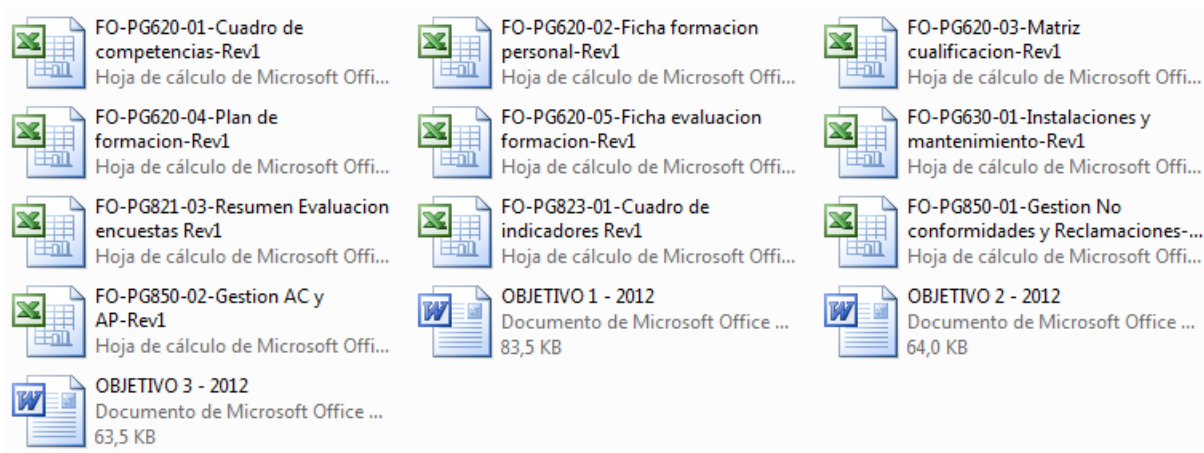 FO-PG620-01-Cuadro de
competencias-Rev1
Hoja de cálculo de Microsoft Offi...
FO-PG620-02-Ficha formacion
personal-Rev1
Hoja de cálculo de Microsoft Offi...
FO-PG620-03-Matriz
cualificacion-Rev1
Hoja de cálculo de Microsoft Offi...
FO-PG620-04-Plan de
formacion-Rev1
Hoja de cálculo de Microsoft Offi...
FO-PG620-05-Ficha evaluacion
formacion-Rev1
Hoja de cálculo de Microsoft Offi...
FO-PG630-01-Instalaciones y
mantenimiento-Rev1
Hoja de cálculo de Microsoft Offi...
FO-PG821-03-Resumen Evaluacion
encuestas Rev1
Hoja de cálculo de Microsoft Offi...
FO-PG823-01-Cuadro de
indicadores Rev1
Hoja de cálculo de Microsoft Offi...
FO-PG850-01-Gestion No
conformidades y Reclamaciones-...
Hoja de cálculo de Microsoft Offi...
FO-PG850-02-Gestion AC y
AP-Rev1
Hoja de cálculo de Microsoft Offi...
OBJETIVO 1 - 2012
Documento de Microsoft Office ...
83,5 KB
OBJETIVO 2 - 2012
Documento de Microsoft Office ...
64,0 KB
OBJETIVO 3 - 2012
Documento de Microsoft Office ...
63,5 KB